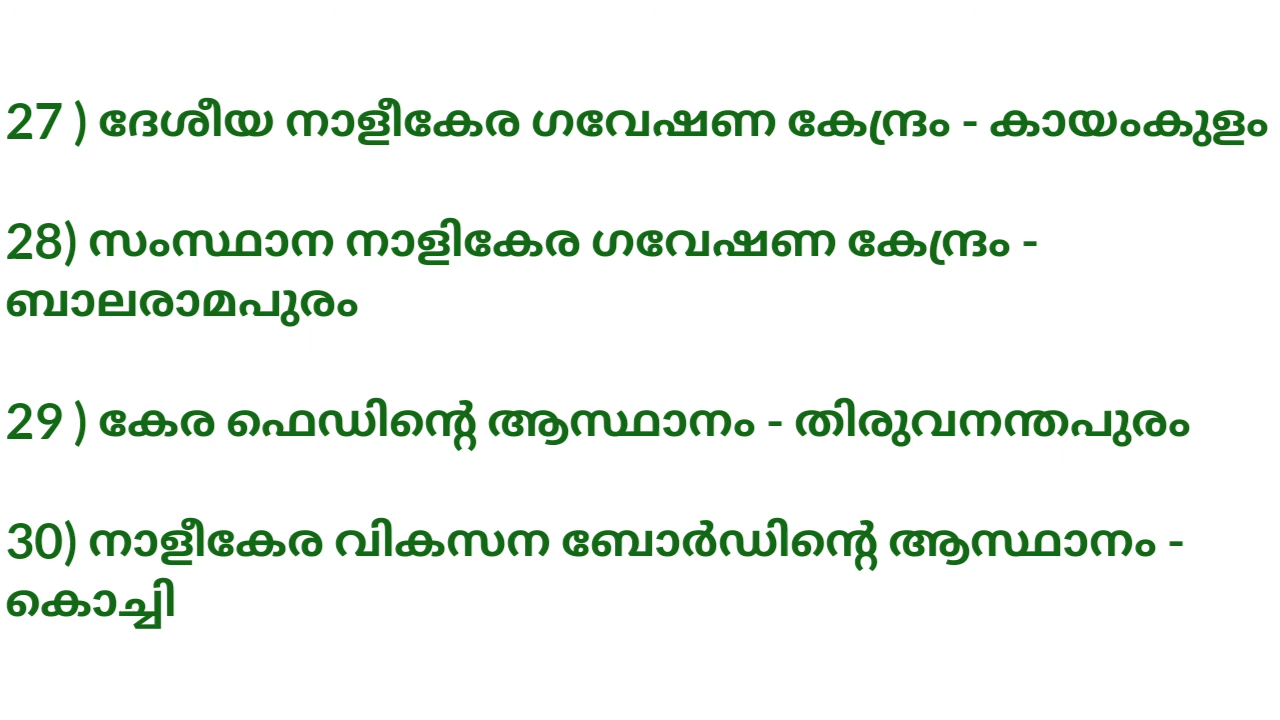 27 ) ദേശീയ നാളീകേര ഗവേഷണ കേന്ദ്രം - കായംകുളം
28) സംസ്ഥാന നാളികേര ഗവേഷണ കേന്ദ്രം -
ബാലരാമപുരം
29 ) കേര ഫെഡിന്റെ ആസ്ഥാനം - തിരുവനന്തപുരം
30) നാളീകേര വികസന ബോർഡിന്റെ ആസ്ഥാനം -
കൊച്ചി